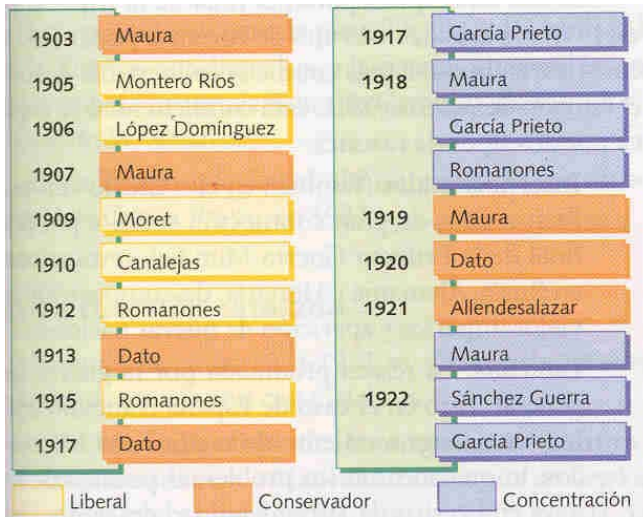 1903 Maura
1905 Montero Ríos
1906 López Domínguez
1907 Maura
1909 Moret
1910 Canalejas
1912 Romanones
1913 Dato
1915 Romanones
1917 Dato
1917 García Prieto
1918 Maura
García Prieto
Romanones
1919 Maura
1920 Dato
1921 Allendesalazar
Maura
1922 Sánchez Guerra
García Prieto
Liberal Conservador Concentración